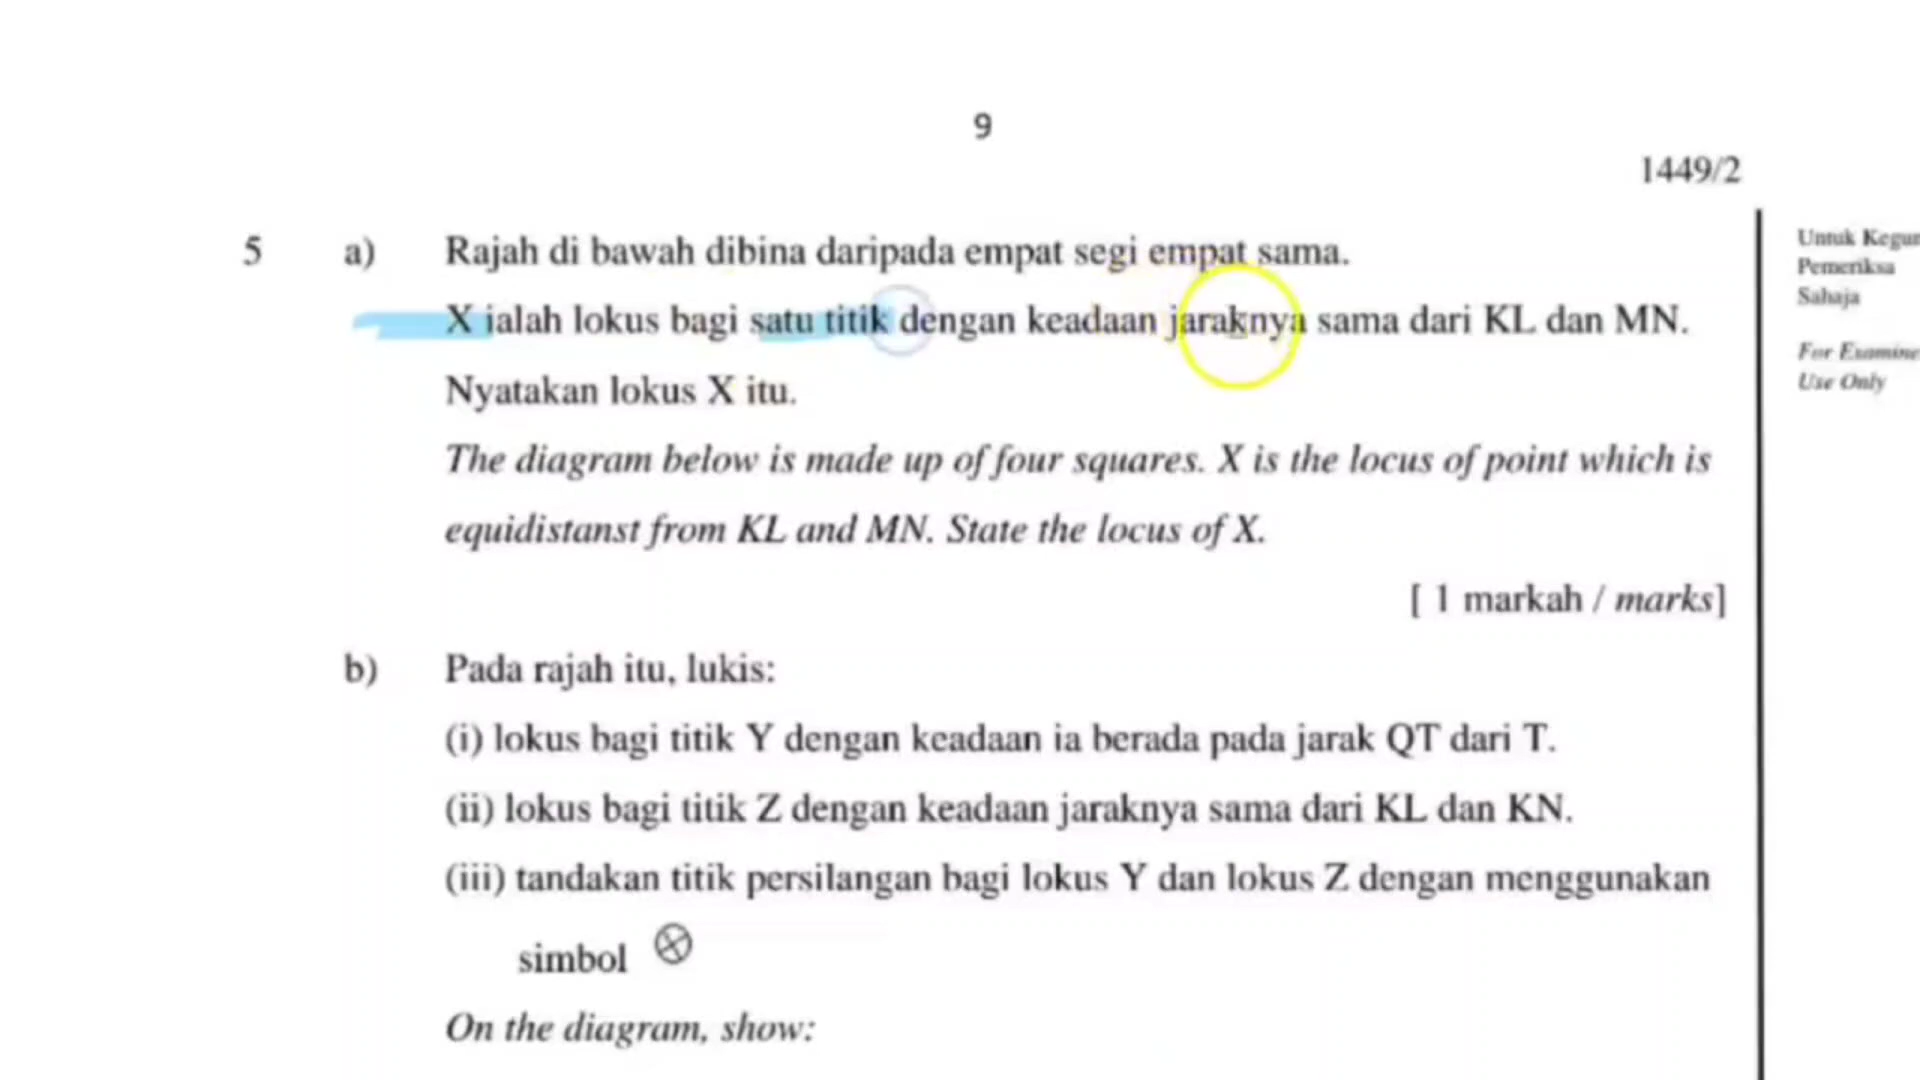 9
1449/2
5 a) Rajah di bawah dibina daripada empat segi empat sama.
X ialah lokus bagi satu titik dengan keadaan jaraknya sama dari KL dan MN.
Nyatakan lokus X itu.
The diagram below is made up of four squares. X is the locus of point which is
equidistanst from KL and MN. State the locus of X.
[ 1 markah / marks]
b) Pada rajah itu, lukis:
(i) lokus bagi titik Y dengan keadaan ia berada pada jarak QT dari T.
(ii) lokus bagi titik Z dengan keadaan jaraknya sama dari KL dan KN.
(iii) tandakan titik persilangan bagi lokus Y dan lokus Z dengan menggunakan
simbol ⊗
On the diagram, show:
Untuk
Pemeriksa
Sahaja
For
Use Only